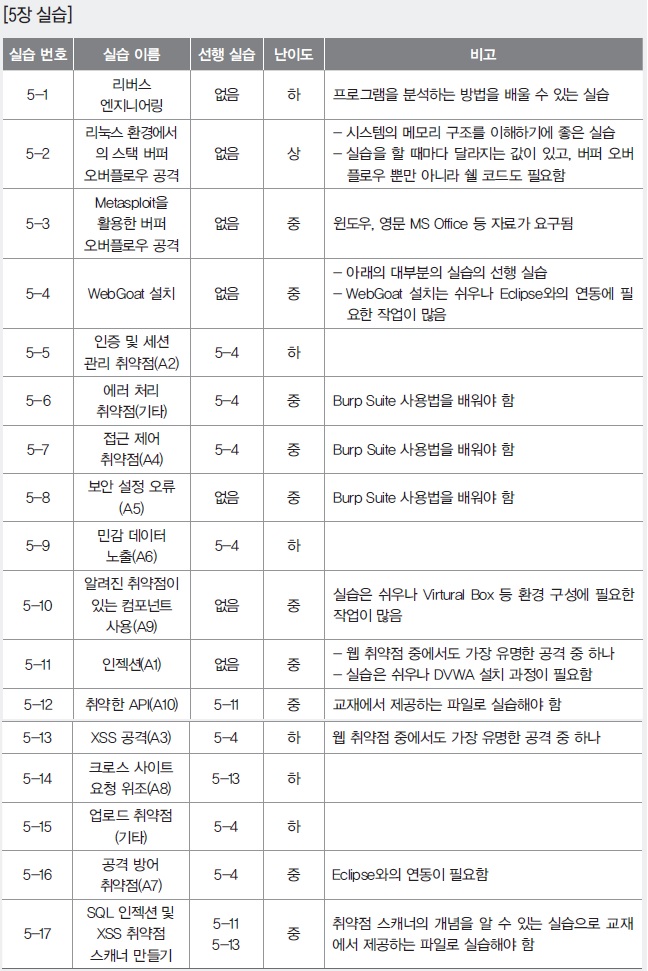 [5장 실습]
실습 번호 실습 이름 선행 실습 난이도 비고
5–1 리버스 엔지니어링 없음 하 프로그램을 분석하는 방법을 배울 수 있는 실습
5–2 리눅스 환경에서의 스택 버퍼 오버플로우 공격 없음 상 – 시스템의 메모리 구조를 이해하기에 좋은 실습
– 실습을 할 때마다 달라지는 값이 있고, 버퍼 오버플로우 뿐만 아니라 쉘 코드도 필요함
5–3 Metasploit을 활용한 버퍼 오버플로우 공격 없음 중 윈도우, 영문 MS Office 등 자료가 요구됨
5–4 WebGoat 설치 없음 중 – 아래의 대부분의 실습의 선행 실습
– WebGoat 설치는 쉬우나 Eclipse와의 연동에 필요한 작업이 많음
5–5 인증 및 세션 관리 취약점(A2) 5–4 하
5–6 에러 처리 취약점(기타) 5–4 중 Burp Suite 사용법을 배워야 함
5–7 접근 제어 취약점(A4) 5–4 중 Burp Suite 사용법을 배워야 함
5–8 보안 설정 오류(A5) 없음 중 Burp Suite 사용법을 배워야 함
5–9 민감 데이터 노출(A6) 5–4 하
5–10 알려진 취약점이 있는 컴포넌트 사용(A9) 없음 중 실습은 쉬우나 Virtural Box 등 환경 구성에 필요한 작업이 많음
5–11 인젝션(A1) 없음 중 – 웹 취약점 중에서도 가장 유명한 공격 중 하나
– 실습은 쉬우나 DVWA 설치 과정이 필요함
5–12 취약한 API(A10) 5–11 중 교재에서 제공하는 파일로 실습해야 함
5–13 XSS 공격(A3) 5–4 하 웹 취약점 중에서도 가장 유명한 공격 중 하나
5–14 크로스 사이트 요청 위조(A8) 5–13 하
5–15 업로드 취약점(기타) 5–4 하
5–16 공격 방어 취약점(A7) 5–4 중 Eclipse와의 연동이 필요함
5–17 SQL 인젝션 및 XSS 취약점 스캐너 만들기 5–11 5–13 중 취약점 스캐너의 개념을 알 수 있는 실습으로 교재에서 제공하는 파일로 실습해야 함